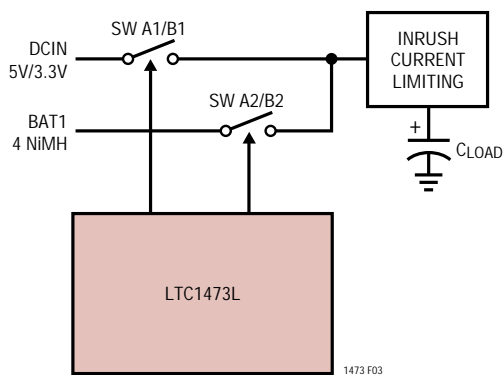 SW A1/B1
DCIN
5V/3.3V
SW A2/B2
BAT1
4 NiMH
INRUSH
CURRENT
LIMITING
+
CLOAD
LTC1473L
1473 F03